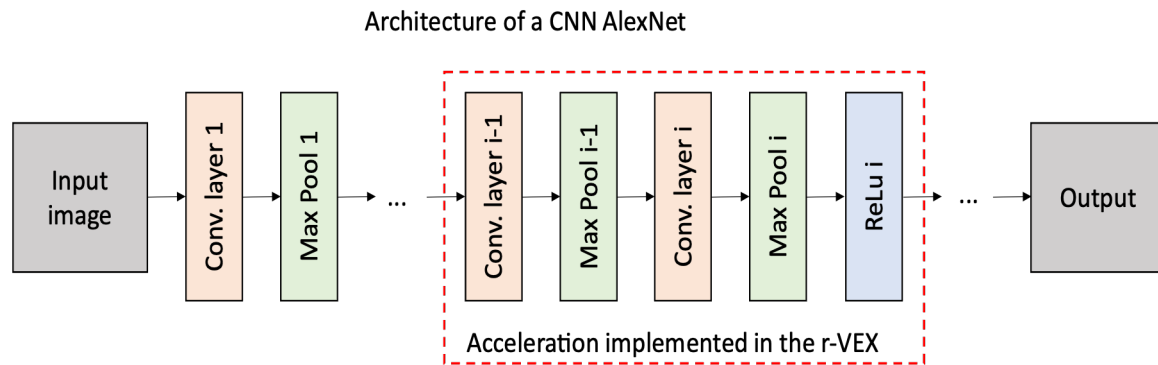 Architecture of a CNN AlexNet
Input
image
Conv. layer 1
Max Pool 1
...
Conv. layer i-1
Max Pool i-1
Conv. layer i
Max Pool i
ReLu i
...
Output
Acceleration implemented in the r-VEX